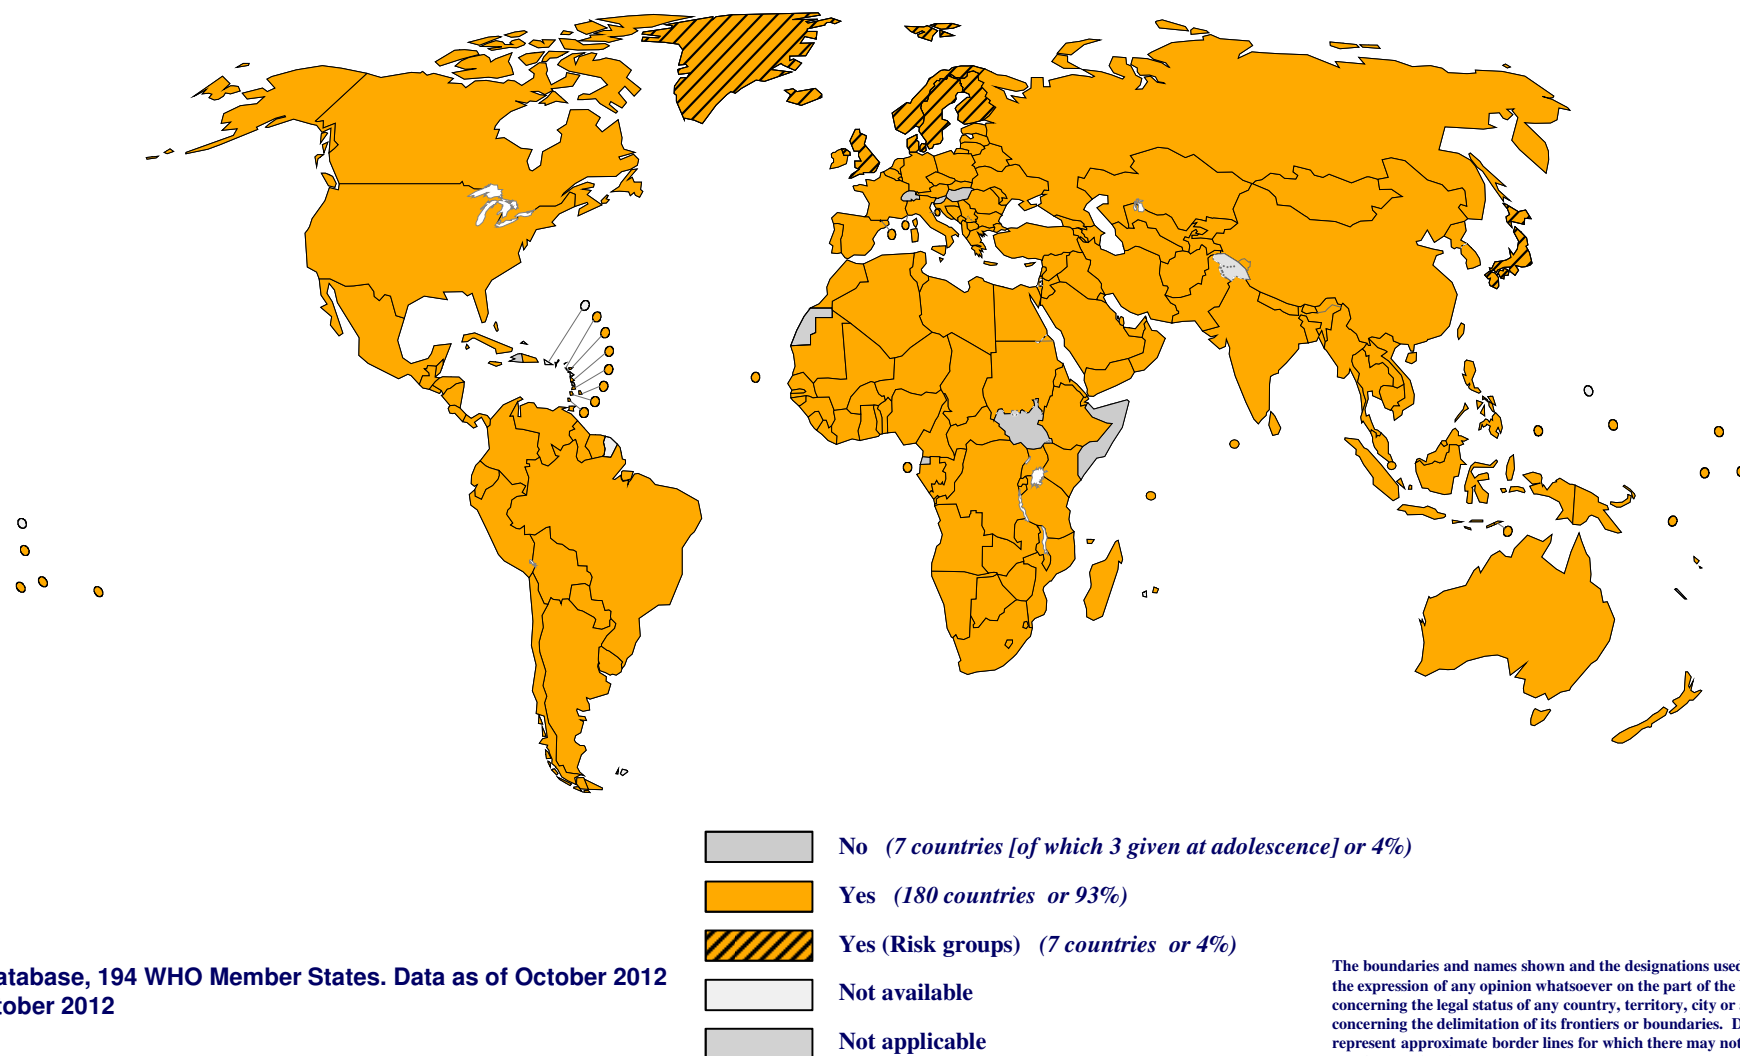 No (7 countries [of which 3 given at adolescence] or 4%)
Yes (180 countries or 93%)
Yes (Risk groups) (7 countries or 4%)
Not available
Not applicable
atabase, 194 WHO Member States. Data as of October 2012
tober 2012
The boundaries and names shown and the designations used
the expression of any opinion whatsoever on the part of the
concerning the legal status of any country, territory, city or
concerning the delimitation of its frontiers or boundaries. D
represent approximate border lines for which there may not